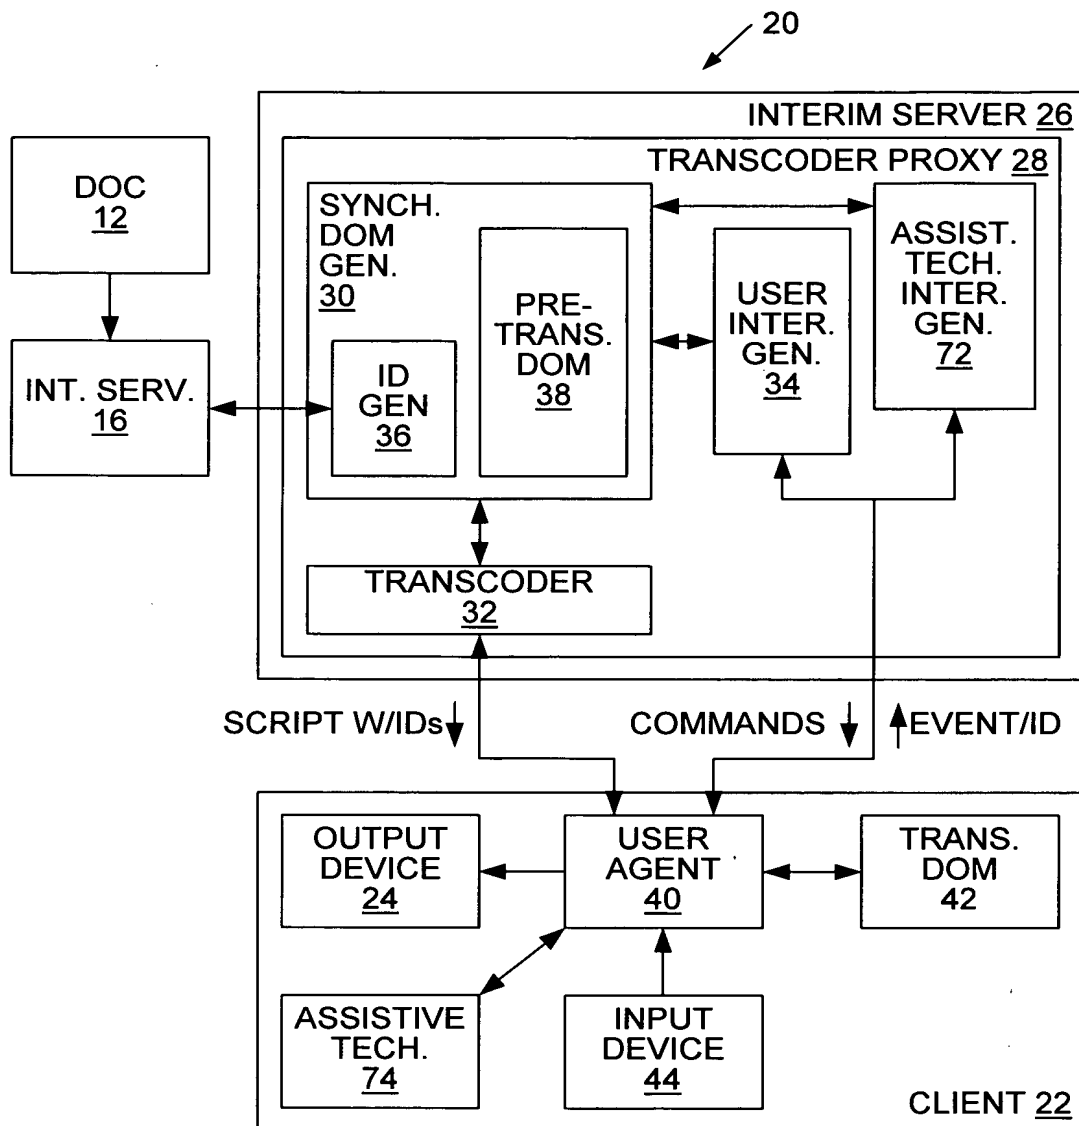 20
INTERIM SERVER 26
TRANSCODER PROXY 28
DOC
12
INT. SERV.
16
SYNCH.
DOM
GEN.
30
ID
GEN
36
PRE-
TRANS.
DOM
38
USER
INTER.
GEN.
34
ASSIST.
TECH.
INTER.
GEN.
72
TRANSCODER
32
SCRIPT W/IDs
COMMANDS
EVENT/ID
OUTPUT
DEVICE
24
USER
AGENT
40
TRANS.
DOM
42
ASSISTIVE
TECH.
74
INPUT
DEVICE
44
CLIENT 22